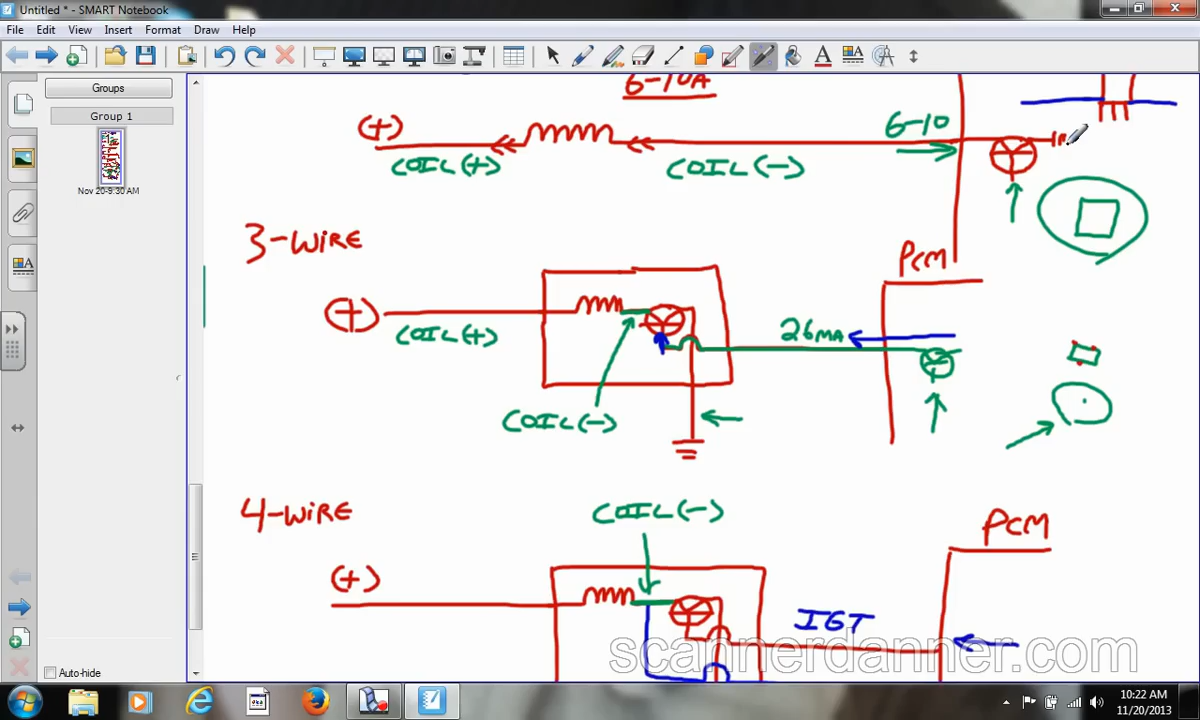 Untitled * - SMART Notebook
File Edit View Insert Format Draw Help
Groups
Group 1
Nov 20-9:30 AM
Auto-hide
6-10A
(+)
COIL(+)
COIL(-)
6-10
3-WIRE
PCM
(+)
COIL(+)
26MA
COIL(-)
4-WIRE
COIL(-)
PCM
(+)
IGT
scannerdanner.com
10:22 AM
11/20/2013